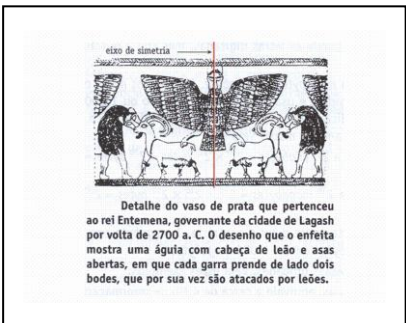 eixo de simetria
Detalhe do vaso de prata que pertenceu
ao rei Entemena, governante da cidade de Lagash
por volta de 2700 a. C. O desenho que o enfeita
mostra uma águia com cabeça de leão e asas
abertas, em que cada garra prende de lado dois
bodes, que por sua vez são atacados por leões.